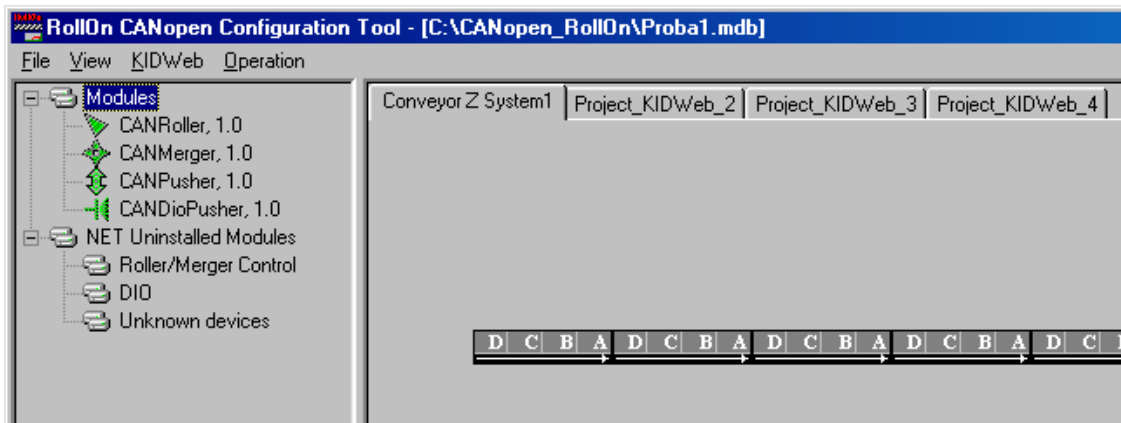 RollOn CANopen Configuration Tool - [C:\CANopen_RollOn\Proba1.mdb]
File View KIDWeb Operation
Modules
CANRoller, 1.0
CANMerger, 1.0
CANPusher, 1.0
CANDioPusher, 1.0
NET Uninstalled Modules
Roller/Merger Control
DIO
Unknown devices
Conveyor Z System1 Project_KIDWeb_2 Project_KIDWeb_3 Project_KIDWeb_4
D C B A D C B A D C B A D C B A D C